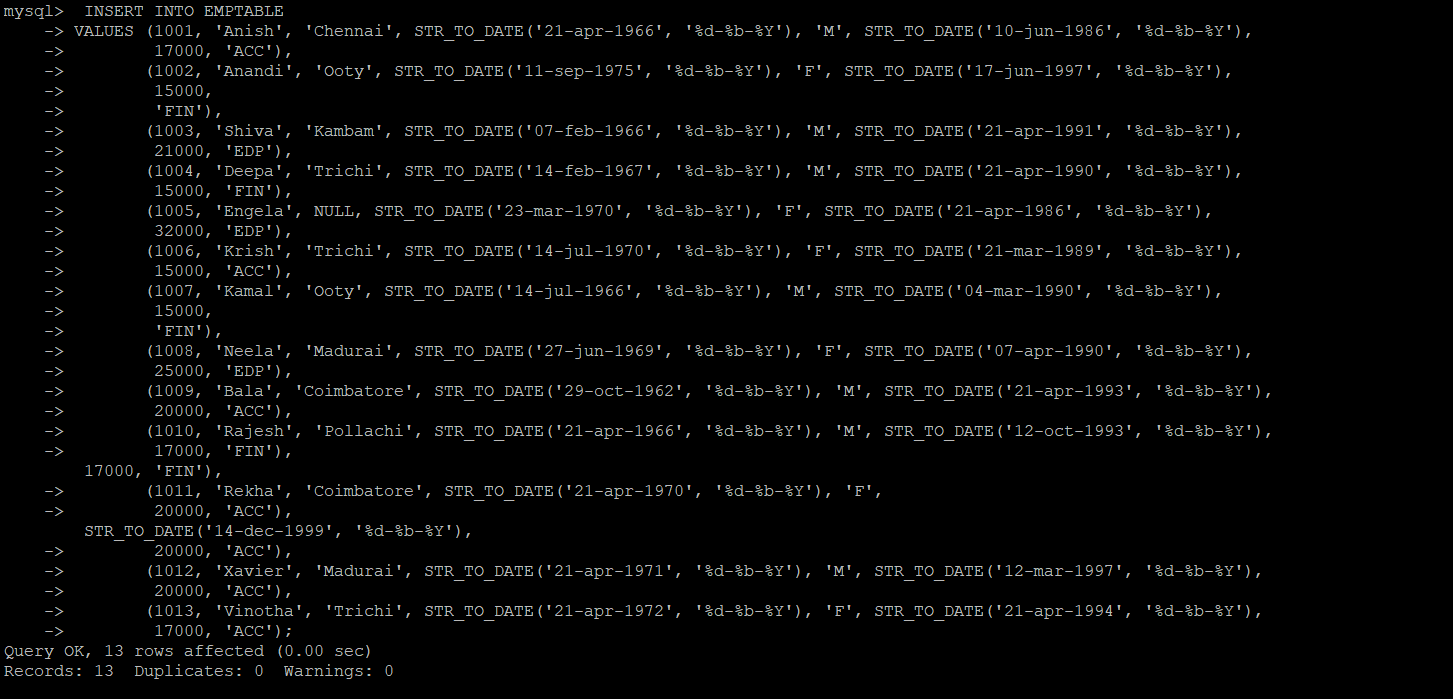 mysql>  INSERT INTO EMPTABLE
    -> VALUES (1001, 'Anish', 'Chennai', STR_TO_DATE('21-apr-1966', '%d-%b-%Y'), 'M', STR_TO_DATE('10-jun-1986', '%d-%b-%Y'),
    ->         17000, 'ACC'),
    ->        (1002, 'Anandi', 'Ooty', STR_TO_DATE('11-sep-1975', '%d-%b-%Y'), 'F', STR_TO_DATE('17-jun-1997', '%d-%b-%Y'),
    ->         15000,
    ->         'FIN'),
    ->        (1003, 'Shiva', 'Kambam', STR_TO_DATE('07-feb-1966', '%d-%b-%Y'), 'M', STR_TO_DATE('21-apr-1991', '%d-%b-%Y'),
    ->         21000, 'EDP'),
    ->        (1004, 'Deepa', 'Trichi', STR_TO_DATE('14-feb-1967', '%d-%b-%Y'), 'M', STR_TO_DATE('21-apr-1990', '%d-%b-%Y'),
    ->         15000, 'FIN'),
    ->        (1005, 'Engela', NULL, STR_TO_DATE('23-mar-1970', '%d-%b-%Y'), 'F', STR_TO_DATE('21-apr-1986', '%d-%b-%Y'),
    ->         32000, 'EDP'),
    ->        (1006, 'Krish', 'Trichi', STR_TO_DATE('14-jul-1970', '%d-%b-%Y'), 'F', STR_TO_DATE('21-mar-1989', '%d-%b-%Y'),
    ->         15000, 'ACC'),
    ->        (1007, 'Kamal', 'Ooty', STR_TO_DATE('14-jul-1966', '%d-%b-%Y'), 'M', STR_TO_DATE('04-mar-1990', '%d-%b-%Y'),
    ->         15000,
    ->         'FIN'),
    ->        (1008, 'Neela', 'Madurai', STR_TO_DATE('27-jun-1969', '%d-%b-%Y'), 'F', STR_TO_DATE('07-apr-1990', '%d-%b-%Y'),
    ->         25000, 'EDP'),
    ->        (1009, 'Bala', 'Coimbatore', STR_TO_DATE('29-oct-1962', '%d-%b-%Y'), 'M', STR_TO_DATE('21-apr-1993', '%d-%b-%Y'),
    ->         20000, 'ACC'),
    ->        (1010, 'Rajesh', 'Pollachi', STR_TO_DATE('21-apr-1966', '%d-%b-%Y'), 'M', STR_TO_DATE('12-oct-1993', '%d-%b-%Y'),
    ->         17000, 'FIN'),
        17000, 'FIN'),
    ->        (1011, 'Rekha', 'Coimbatore', STR_TO_DATE('21-apr-1970', '%d-%b-%Y'), 'F',
    ->         20000, 'ACC'),
        STR_TO_DATE('14-dec-1999', '%d-%b-%Y'),
    ->         20000, 'ACC'),
    ->        (1012, 'Xavier', 'Madurai', STR_TO_DATE('21-apr-1971', '%d-%b-%Y'), 'M', STR_TO_DATE('12-mar-1997', '%d-%b-%Y'),
    ->         20000, 'ACC'),
    ->        (1013, 'Vinotha', 'Trichi', STR_TO_DATE('21-apr-1972', '%d-%b-%Y'), 'F', STR_TO_DATE('21-apr-1994', '%d-%b-%Y'),
    ->         17000, 'ACC');
Query OK, 13 rows affected (0.00 sec)
Records: 13  Duplicates: 0  Warnings: 0